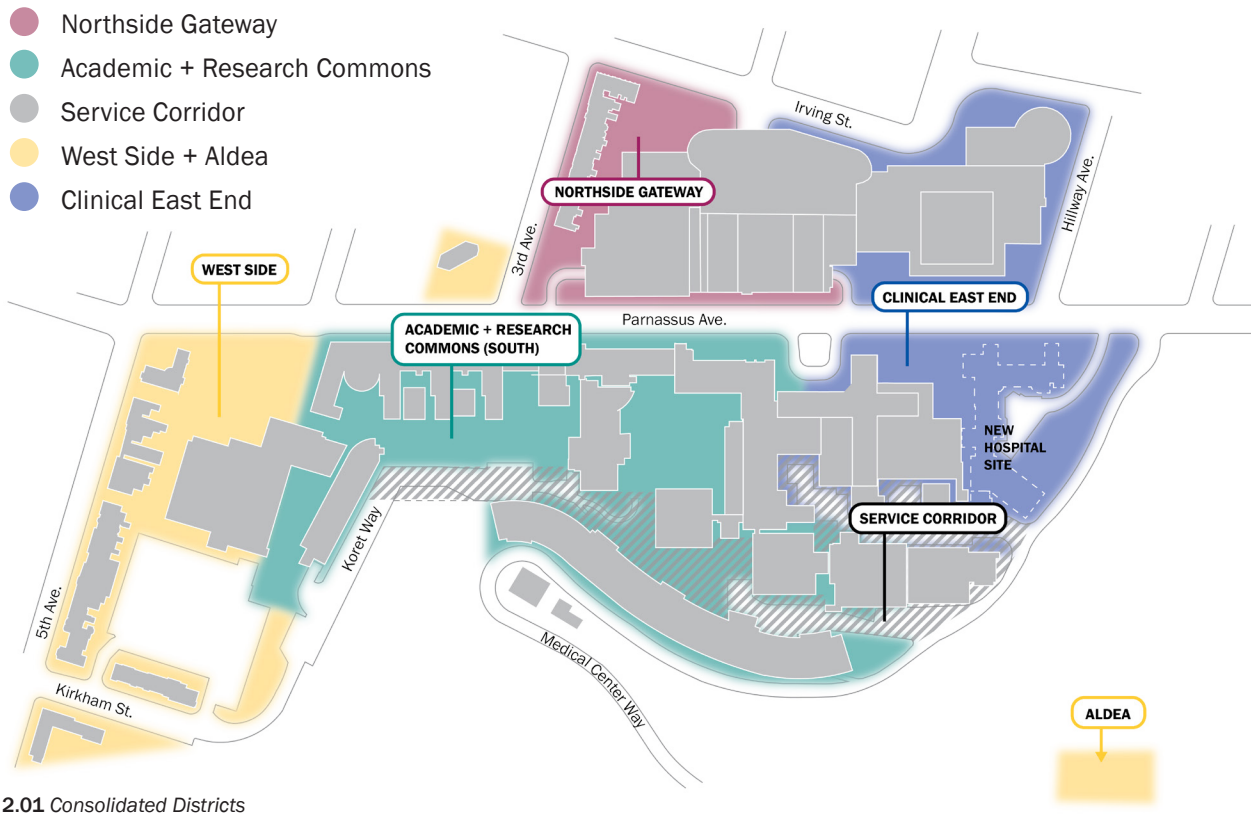 Northside Gateway
Academic + Research Commons
Service Corridor
West Side + Aldea
Clinical East End
Irving St.
Hillway Ave.
NORTHSIDE GATEWAY
3rd Ave.
WEST SIDE
CLINICAL EAST END
Parnassus Ave.
ACADEMIC + RESEARCH
COMMONS (SOUTH)
NEW
HOSPITAL
SITE
SERVICE CORRIDOR
Koret Way
5th Ave.
Medical Center Way
Kirkham St.
ALDEA
2.01 Consolidated Districts